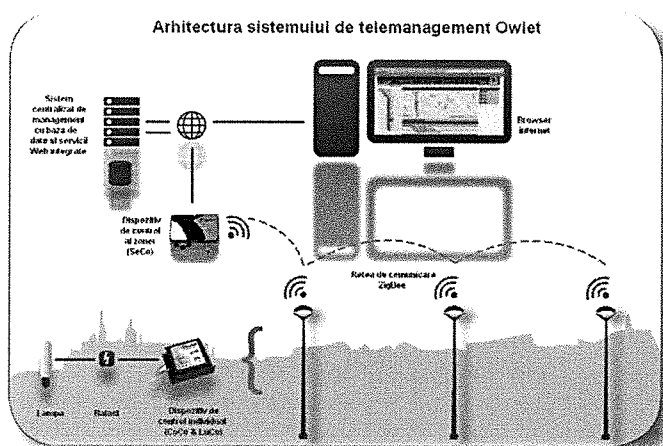 Arhitectura sistemului de telemanagement Owlet
Sistem
centralizat de
management
cu baza de
date si servicii
Web integrate
Browser
internet
Dispozitiv
de control
al zonei
(SeCo)
Retea de comunicare
ZigBee
Lampa
Balast
Dispozitiv de
control individual
(CoCo & LuCo)